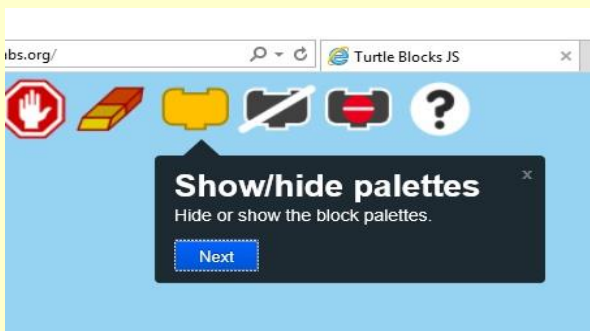 bs.org/
Turtle Blocks JS
?
Show/hide palettes
Hide or show the block palettes.
Next